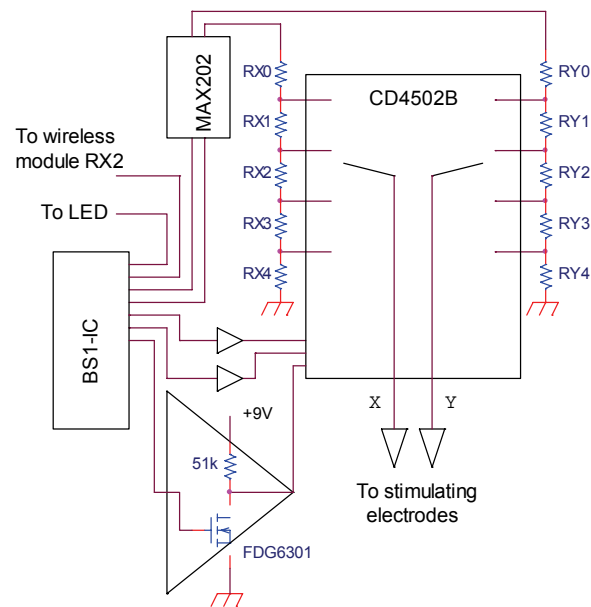 MAX202
RX0
RX1
RX2
RX3
RX4
CD4502B
RY0
RY1
RY2
RY3
RY4
To wireless
module RX2
To LED
BS1-IC
X
Y
+9V
51k
FDG6301
To stimulating
electrodes